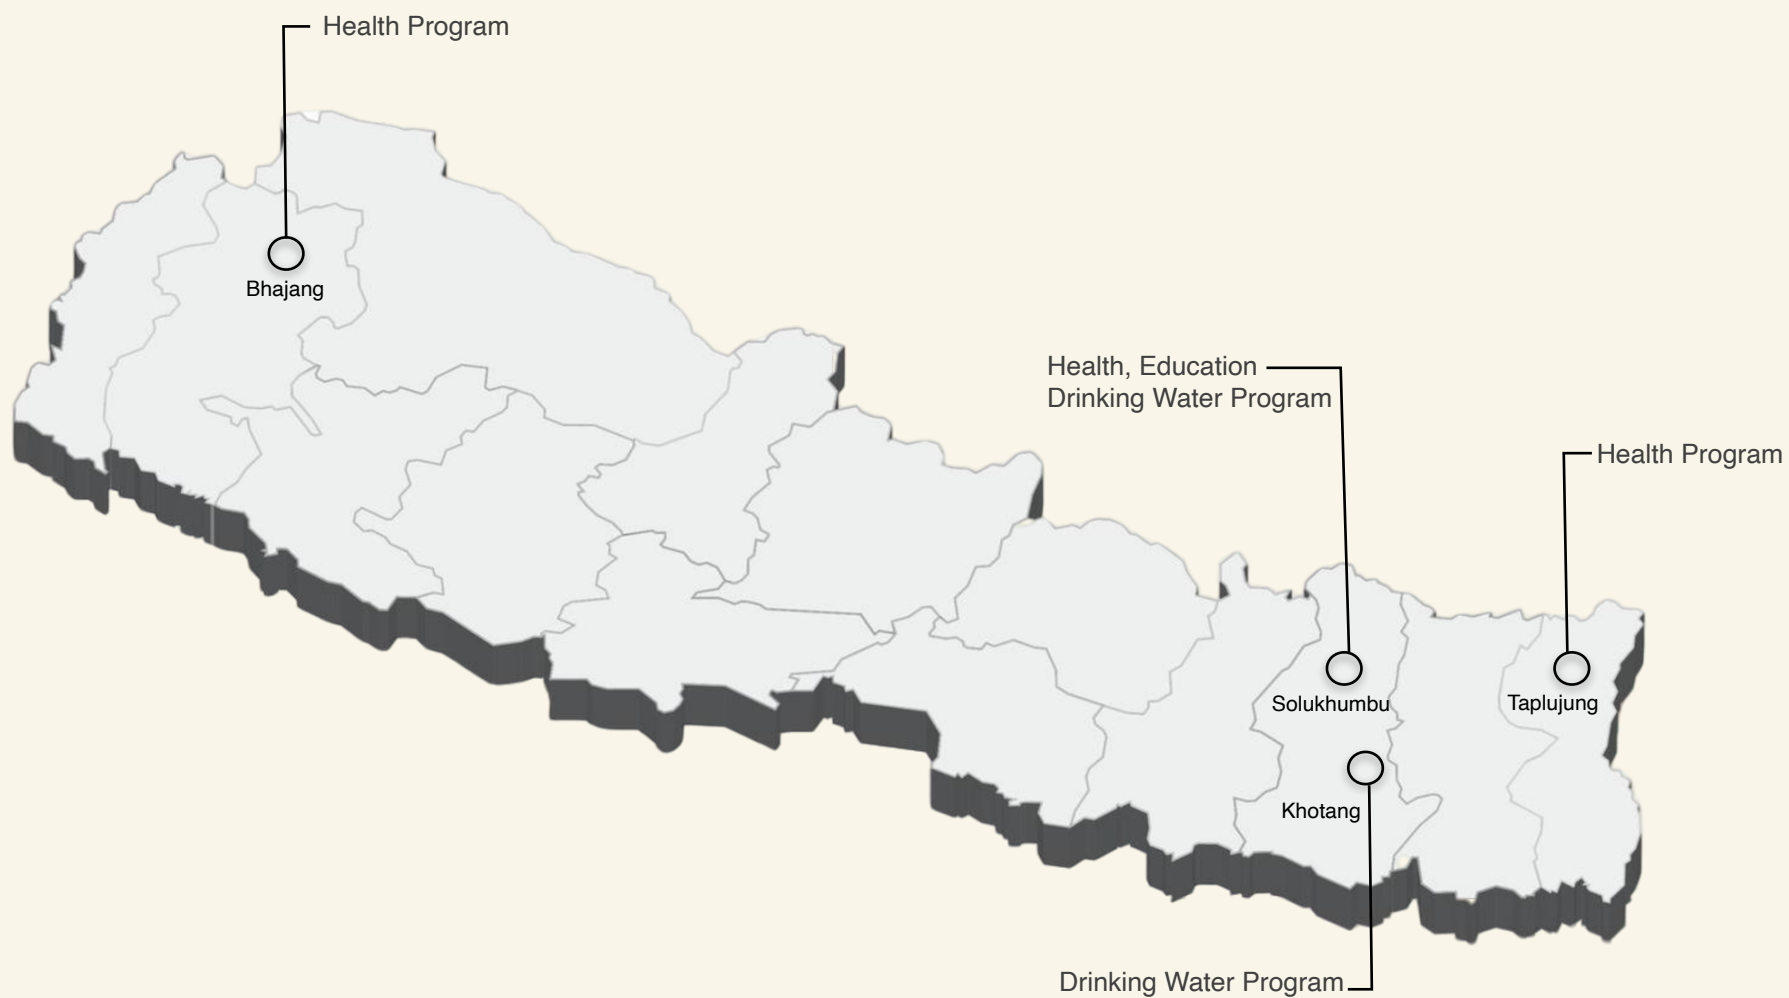 Health Program
Bhajang
Health, Education
Drinking Water Program
Health Program
Solukhumbu
Taplujung
Khotang
Drinking Water Program